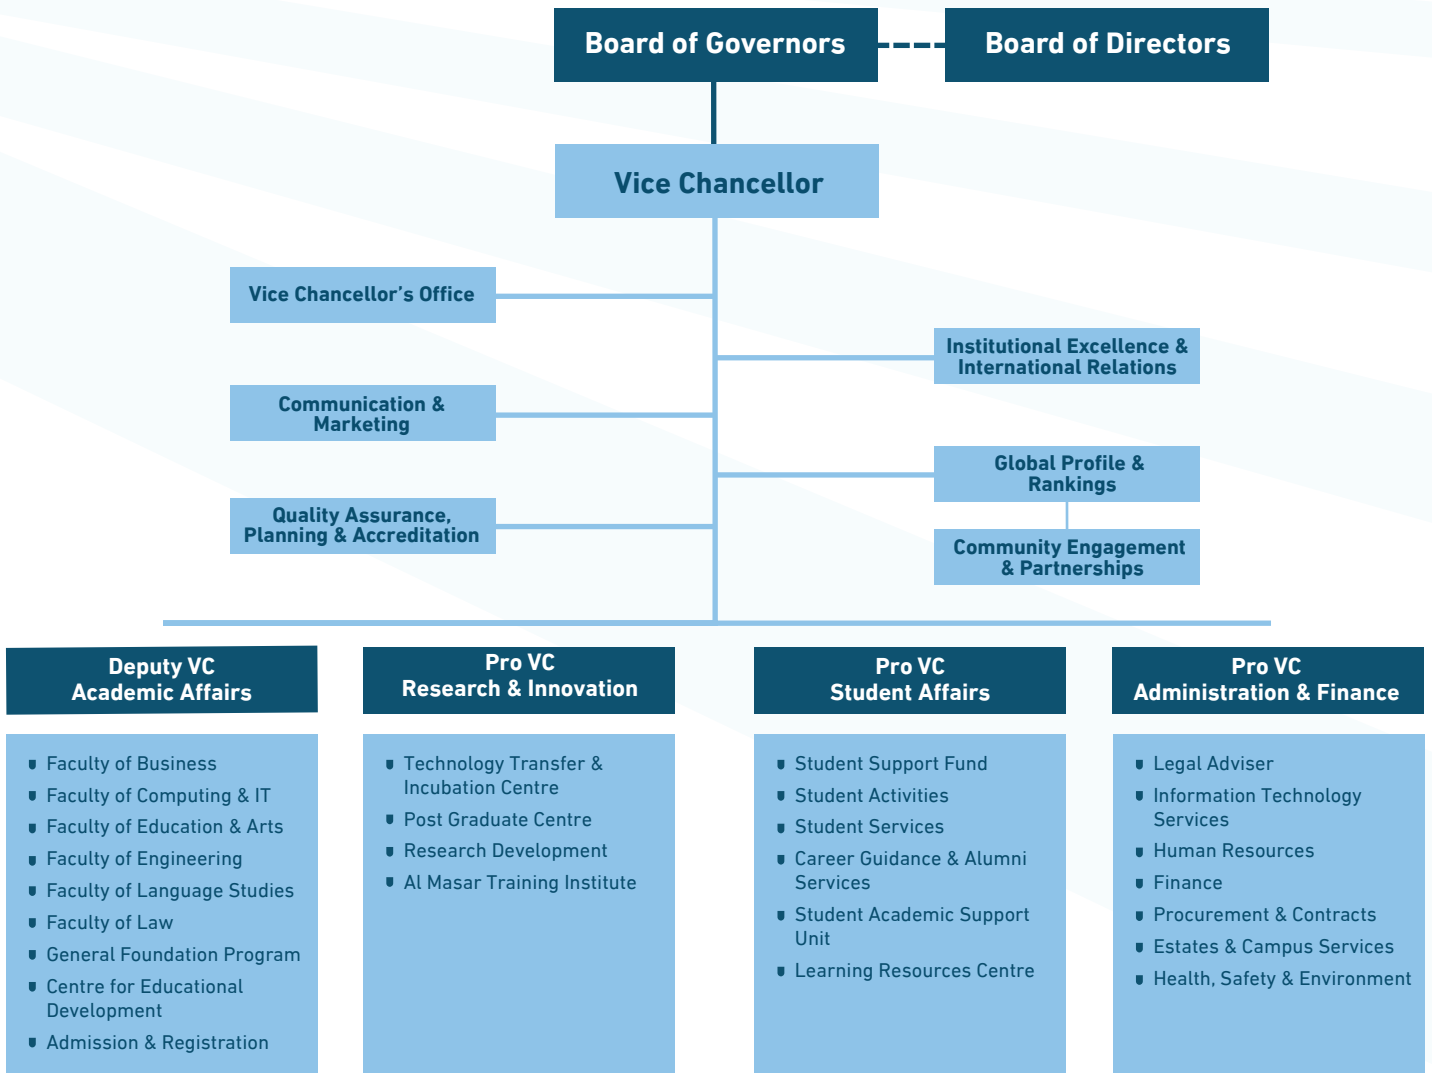 Board of Governors
Board of Directors
Vice Chancellor
Vice Chancellor’s Office
Institutional Excellence &
International Relations
Communication &
Marketing
Global Profile &
Rankings
Quality Assurance,
Planning & Accreditation
Community Engagement
& Partnerships
Deputy VC
Academic Affairs
Faculty of Business
Faculty of Computing & IT
Faculty of Education & Arts
Faculty of Engineering
Faculty of Language Studies
Faculty of Law
General Foundation Program
Centre for Educational
Development
Admission & Registration
Pro VC
Research & Innovation
Technology Transfer &
Incubation Centre
Post Graduate Centre
Research Development
Al Masar Training Institute
Pro VC
Student Affairs
Student Support Fund
Student Activities
Student Services
Career Guidance & Alumni
Services
Student Academic Support
Unit
Learning Resources Centre
Pro VC
Administration & Finance
Legal Adviser
Information Technology
Services
Human Resources
Finance
Procurement & Contracts
Estates & Campus Services
Health, Safety & Environment